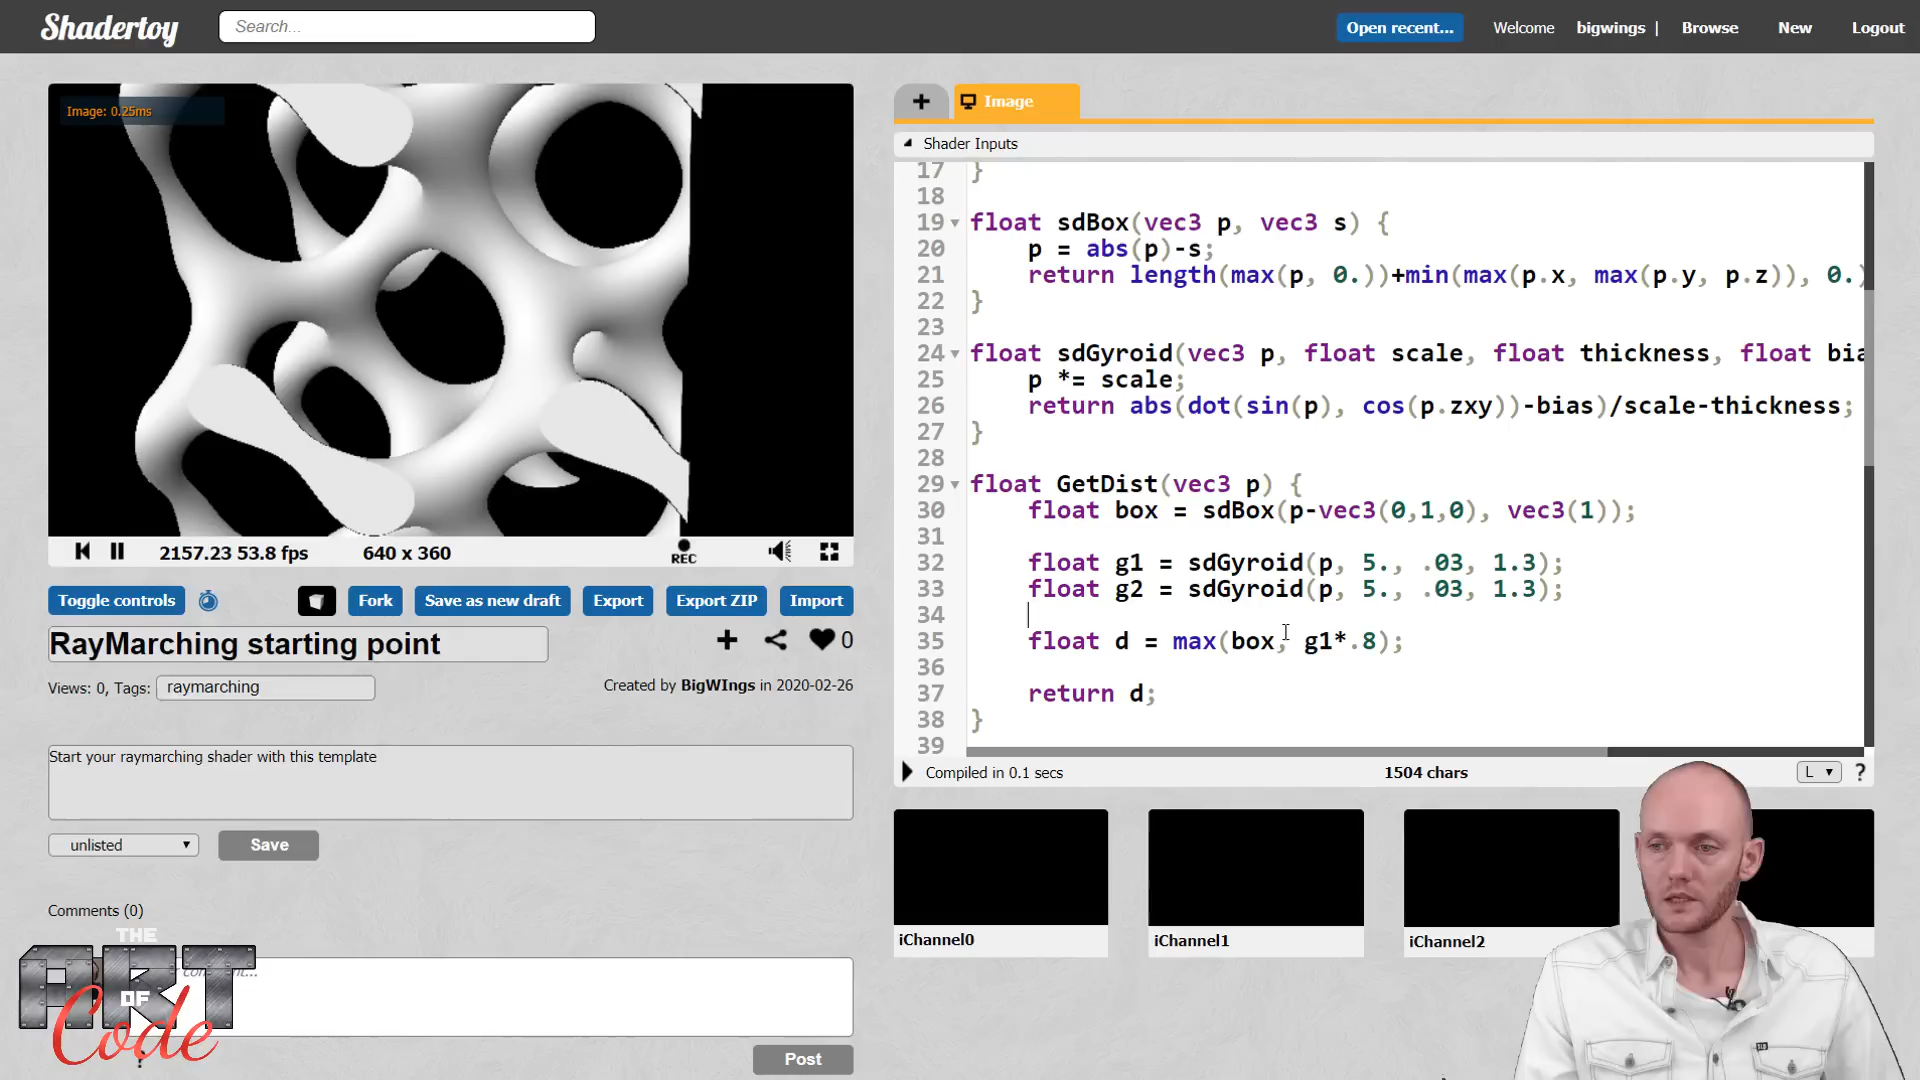 Shadertoy
Search...
Open recent...
Welcome bigwings |
Browse
New
Logout
Image: 0.25ms
2157.23 53.8 fps
640 x 360
REC
Toggle controls
Fork
Save as new draft
Export
Export ZIP
Import
RayMarching starting point
0
Views: 0, Tags: raymarching
Created by BigWIngs in 2020-02-26
Start your raymarching shader with this template
unlisted
Save
Comments (0)
THE
ART
OF
Code
Post
+
Image
Shader Inputs
17 }
18
19 float sdBox(vec3 p, vec3 s) {
20 p = abs(p)-s;
21 return length(max(p, 0.))+min(max(p.x, max(p.y, p.z)), 0.)
22 }
23
24 float sdGyroid(vec3 p, float scale, float thickness, float bia
25 p *= scale;
26 return abs(dot(sin(p), cos(p.zxy))-bias)/scale-thickness;
27 }
28
29 float GetDist(vec3 p) {
30 float box = sdBox(p-vec3(0,1,0), vec3(1));
31
32 float g1 = sdGyroid(p, 5., .03, 1.3);
33 float g2 = sdGyroid(p, 5., .03, 1.3);
34
35 float d = max(box, g1*.8);
36
37 return d;
38 }
39
Compiled in 0.1 secs
1504 chars
L
?
iChannel0
iChannel1
iChannel2